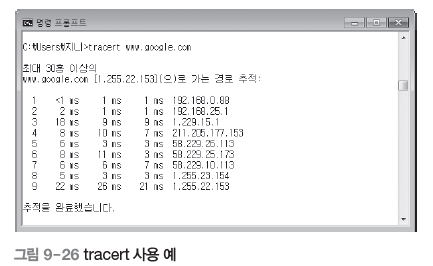 명령 프롬프트
C:₩Users₩지니>tracert www.google.com
최대 30홉 이상의
www.google.com [1.255.22.153](으)로 가는 경로 추적:
1 <1 ms 1 ms 1 ms 192.168.0.88
2 2 ms 1 ms 1 ms 192.168.25.1
3 18 ms 9 ms 9 ms 1.229.15.1
4 8 ms 10 ms 7 ms 211.205.177.153
5 6 ms 3 ms 3 ms 58.229.26.113
6 9 ms 11 ms 3 ms 58.229.25.173
7 6 ms 6 ms 7 ms 58.229.10.113
8 5 ms 3 ms 3 ms 1.255.23.154
9 22 ms 26 ms 21 ms 1.255.22.153
추적을 완료했습니다.
그림 9-26 tracert 사용 예